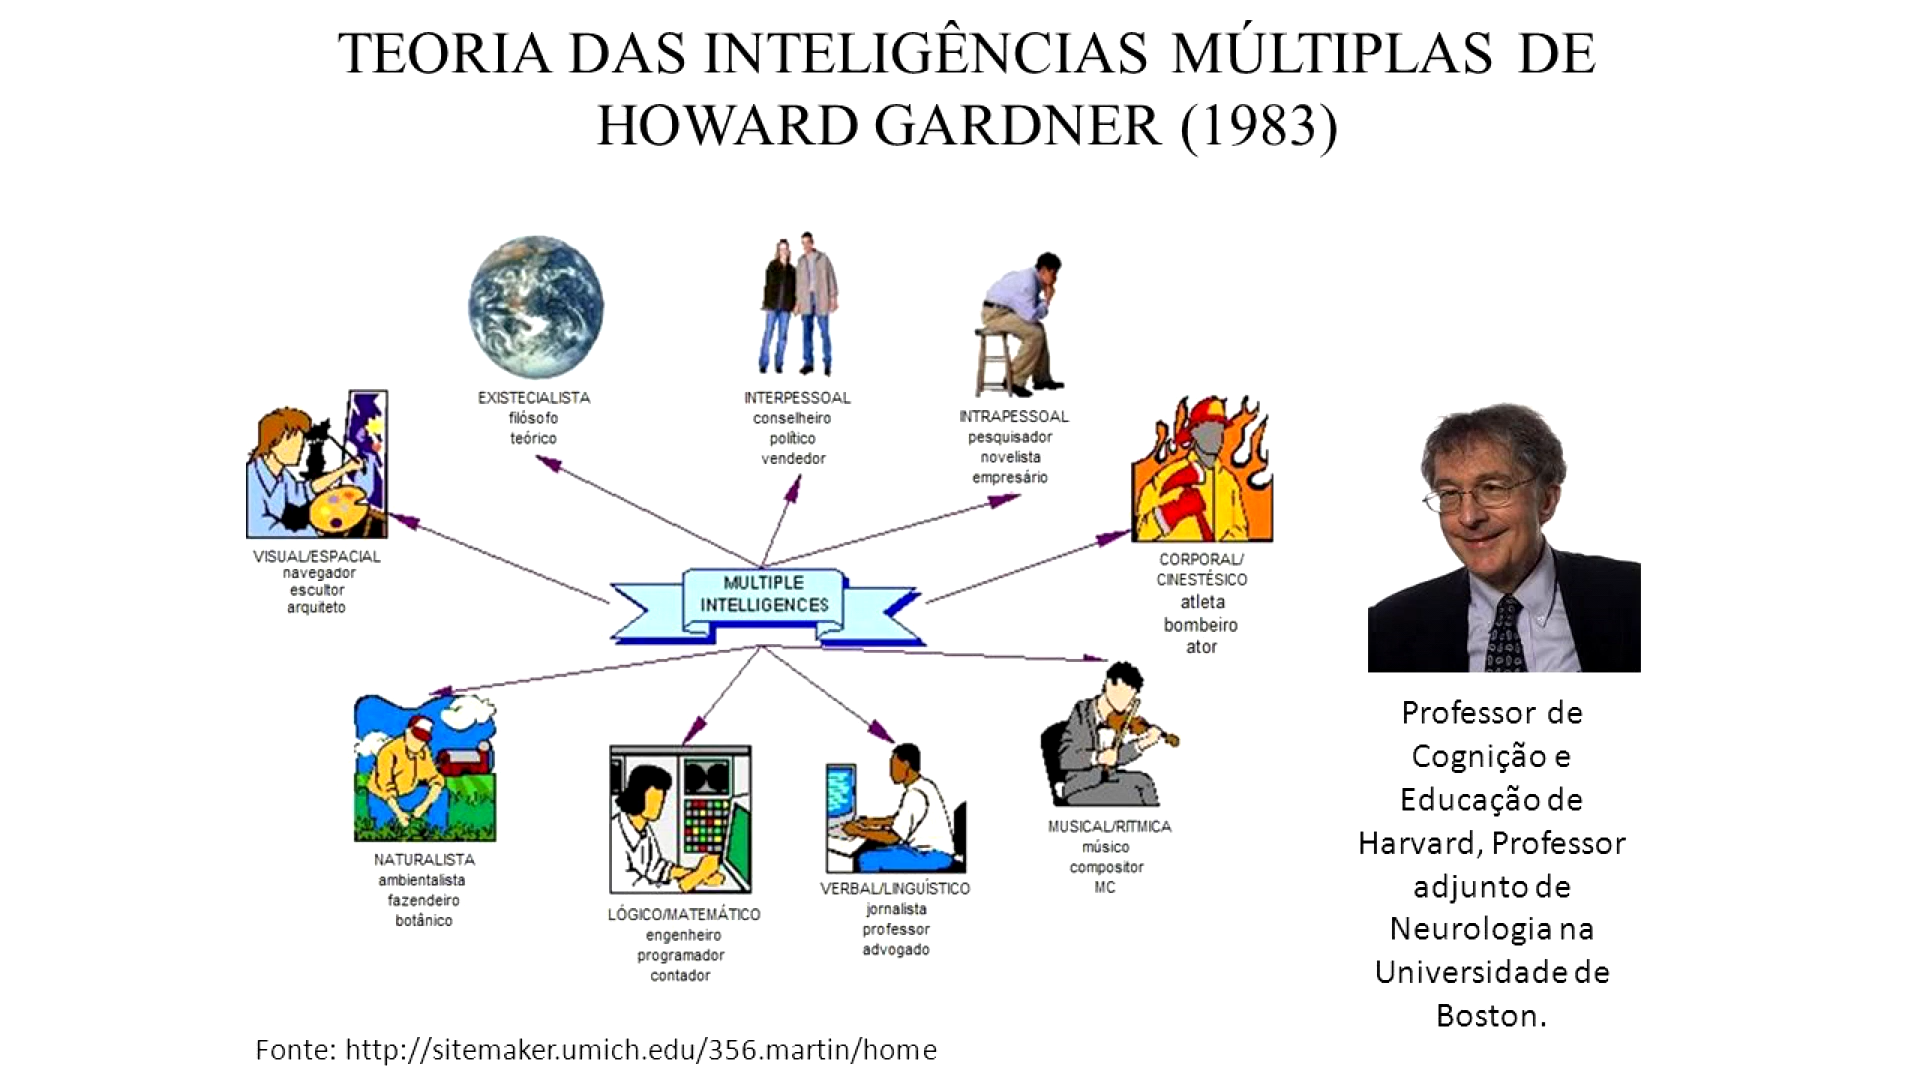 TEORIA DAS INTELIGÊNCIAS MÚLTIPLAS DE
HOWARD GARDNER (1983)
EXISTECIALISTA
filósofo
teórico
INTERPESSOAL
conselheiro
político
vendedor
INTRAPESSOAL
pesquisador
novelista
empresário
VISUAL/ESPACIAL
navegador
escultor
arquiteto
CORPORAL/
CINESTÉSICO
atleta
bombeiro
ator
MULTIPLE
INTELLIGENCES
NATURALISTA
ambientalista
fazendeiro
botânico
LÓGICO/MATEMÁTICO
engenheiro
programador
contador
VERBAL/LINGUÍSTICO
jornalista
professor
advogado
MUSICAL/RITMICA
músico
compositor
MC
Professor de
Cognição e
Educação de
Harvard, Professor
adjunto de
Neurologia na
Universidade de
Boston.
Fonte: http://sitemaker.umich.edu/356.martin/home